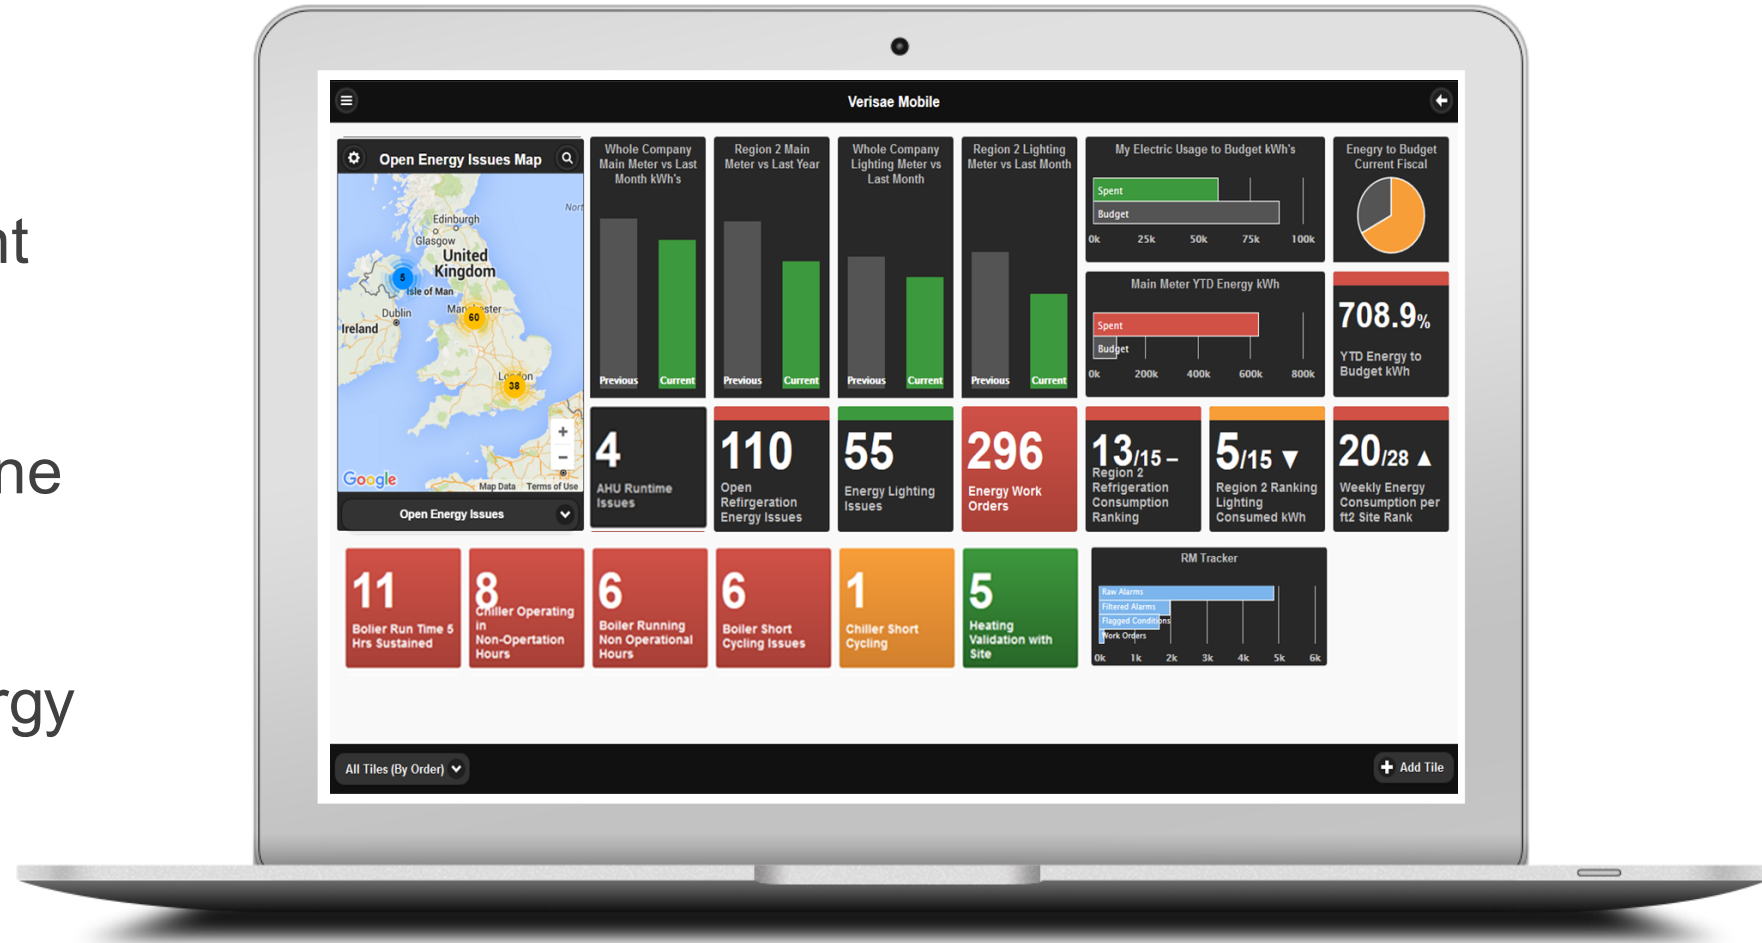 nt
ne
rgy
Verisae Mobile
Open Energy Issues Map
Edinburgh
Glasgow
United
Kingdom
Nort
5
Isle of Man
Manchester
60
Dublin
Ireland
London
38
+
−
Google
Map Data
Terms of Use
Open Energy Issues
Whole Company
Main Meter vs Last
Month kWh's
Previous
Current
Region 2 Main
Meter vs Last Year
Previous
Current
Whole Company
Lighting Meter vs
Last Month
Previous
Current
Region 2 Lighting
Meter vs Last Month
Previous
Current
My Electric Usage to Budget kWh's
Spent
Budget
0k 25k 50k 75k 100k
Enegry to Budget
Current Fiscal
Main Meter YTD Energy kWh
Spent
Budget
0k 200k 400k 600k 800k
708.9%
YTD Energy to
Budget kWh
4
AHU Runtime
Issues
110
Open
Refirgeration
Energy Issues
55
Energy Lighting
Issues
296
Energy Work
Orders
13/15 –
Region 2
Refrigeration
Consumption
Ranking
5/15 ▼
Region 2 Ranking
Lighting
Consumed kWh
20/28 ▲
Weekly Energy
Consumption per
ft2 Site Rank
11
Bolier Run Time 5
Hrs Sustained
8
Chiller Operating
in
Non-Opertation
Hours
6
Boiler Running
Non Operational
Hours
6
Boiler Short
Cycling Issues
1
Chiller Short
Cycling
5
Heating
Validation with
Site
RM Tracker
Raw Alarms
Filtered Alarms
Flagged Conditions
Work Orders
0k 1k 2k 3k 4k 5k 6k
All Tiles (By Order)
+ Add Tile